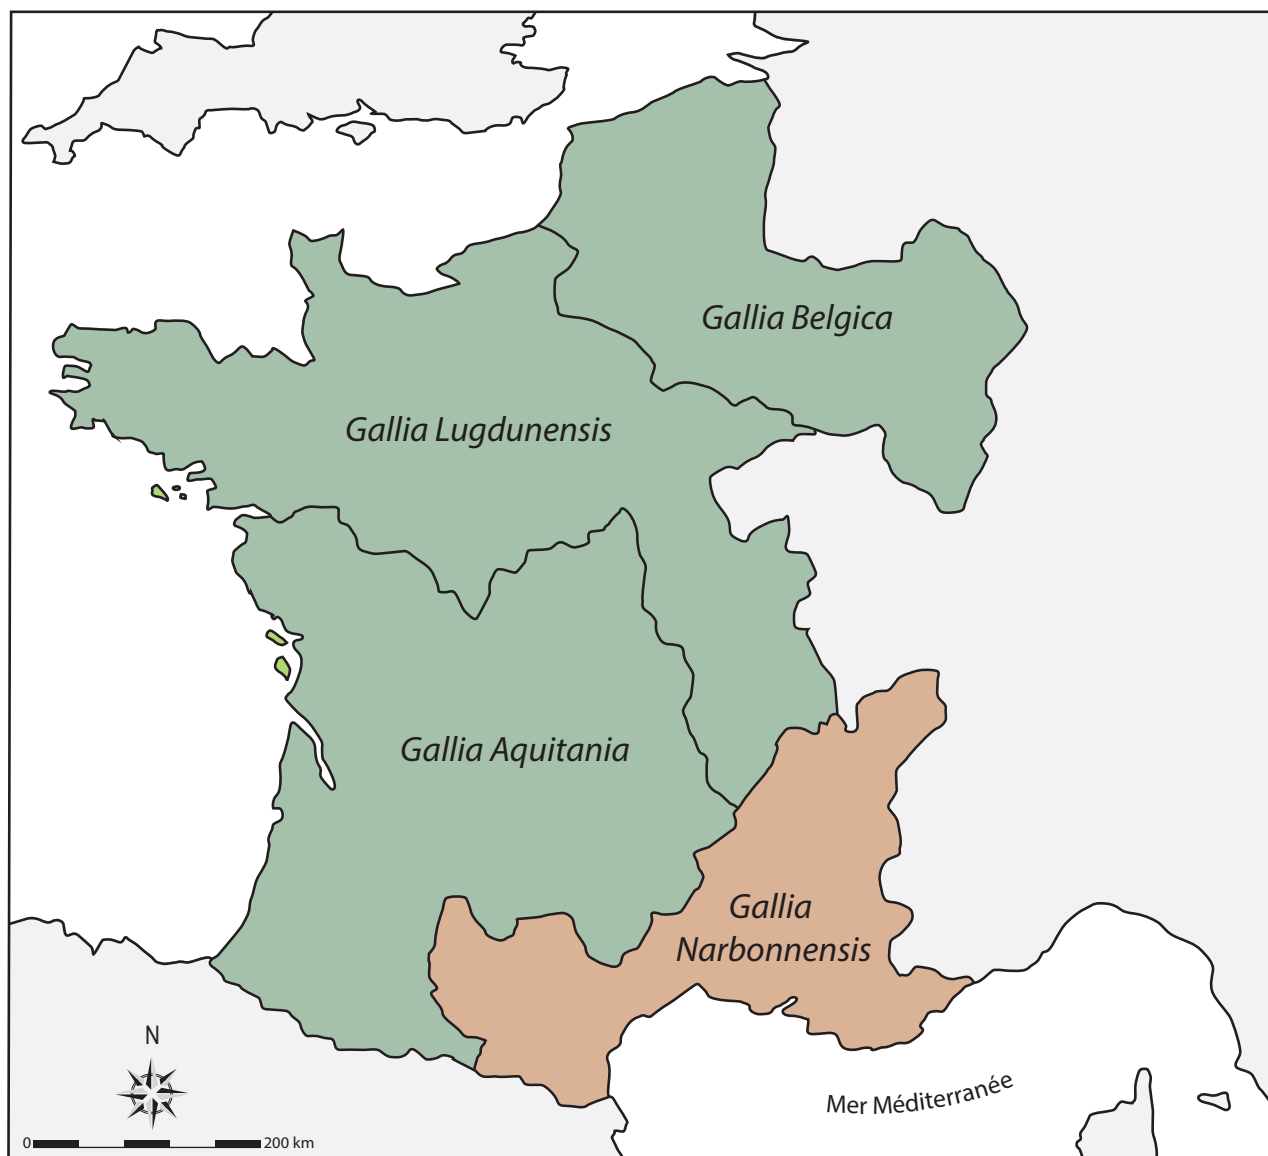 Gallia Belgica
Gallia Lugdunensis
Gallia Aquitania
Gallia
Narbonnensis
N
Mer Méditerranée
0 200 km